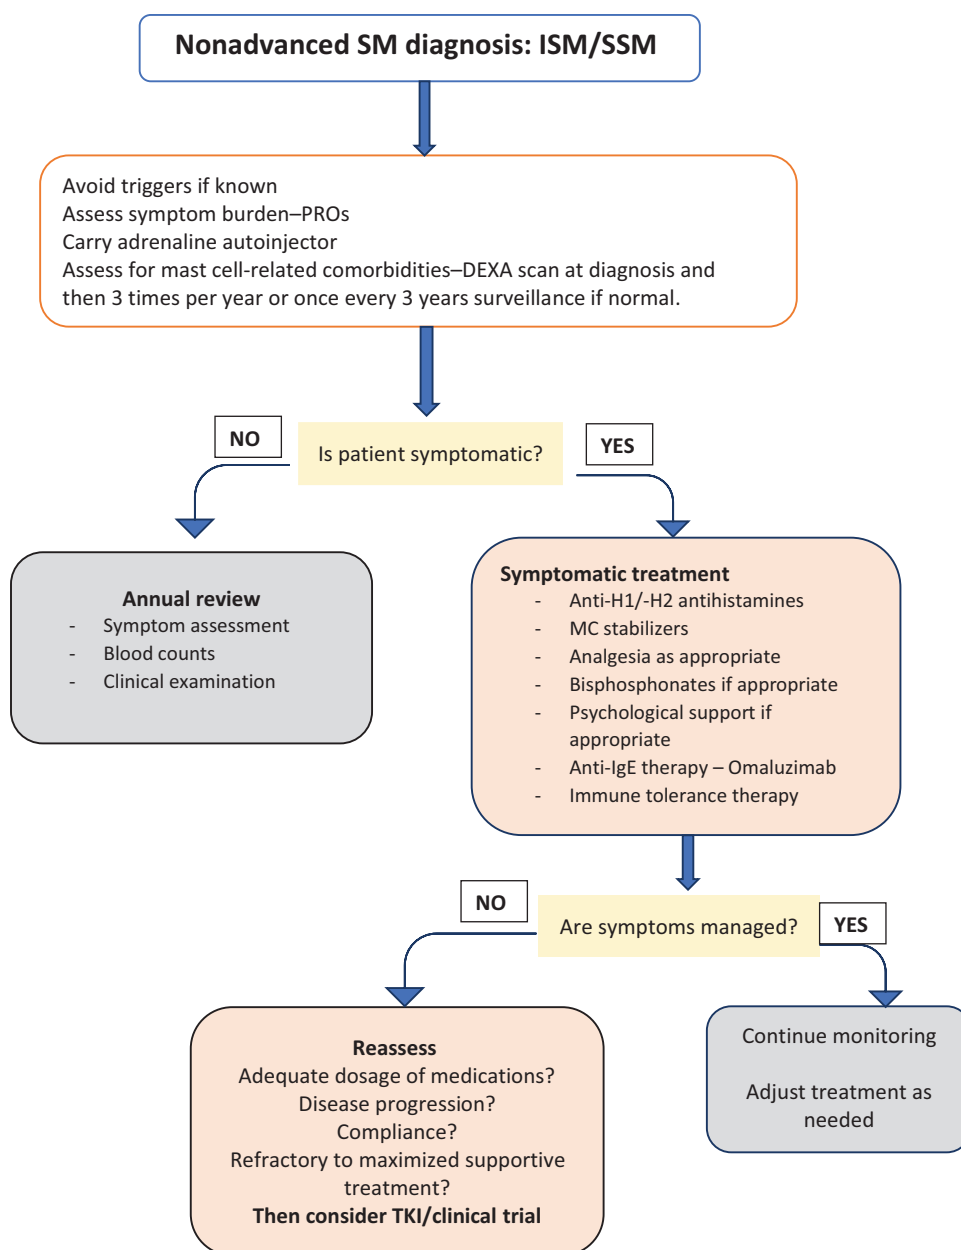 Nonadvanced SM diagnosis: ISM/SSM
Avoid triggers if known
Assess symptom burden–PROs
Carry adrenaline autoinjector
Assess for mast cell-related comorbidities–DEXA scan at diagnosis and
then 3 times per year or once every 3 years surveillance if normal.
NO
Is patient symptomatic?
YES
Annual review
- Symptom assessment
- Blood counts
- Clinical examination
Symptomatic treatment
- Anti-H1/-H2 antihistamines
- MC stabilizers
- Analgesia as appropriate
- Bisphosphonates if appropriate
- Psychological support if
appropriate
- Anti-IgE therapy – Omaluzimab
- Immune tolerance therapy
NO
Are symptoms managed?
YES
Reassess
Adequate dosage of medications?
Disease progression?
Compliance?
Refractory to maximized supportive
treatment?
Then consider TKI/clinical trial
Continue monitoring
Adjust treatment as
needed